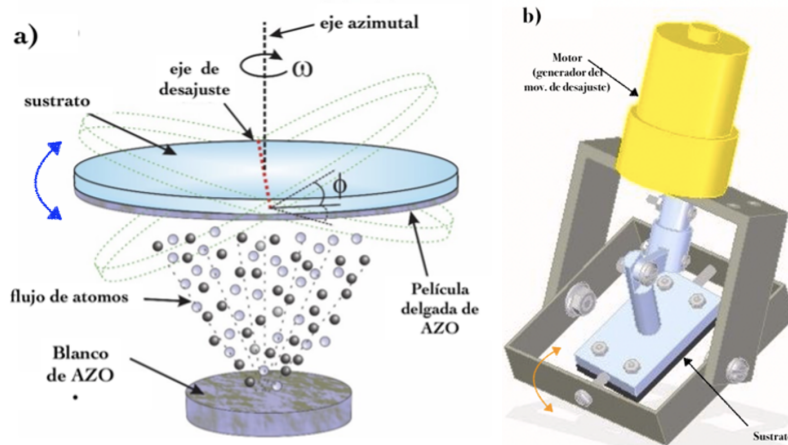 a)
eje azimutal
ω
eje de
desajuste
sustrato
ϕ
flujo de atomos
Película
delgada de
AZO
Blanco
de AZO
b)
Motor
(generador del
mov. de desajuste)
Sustrato